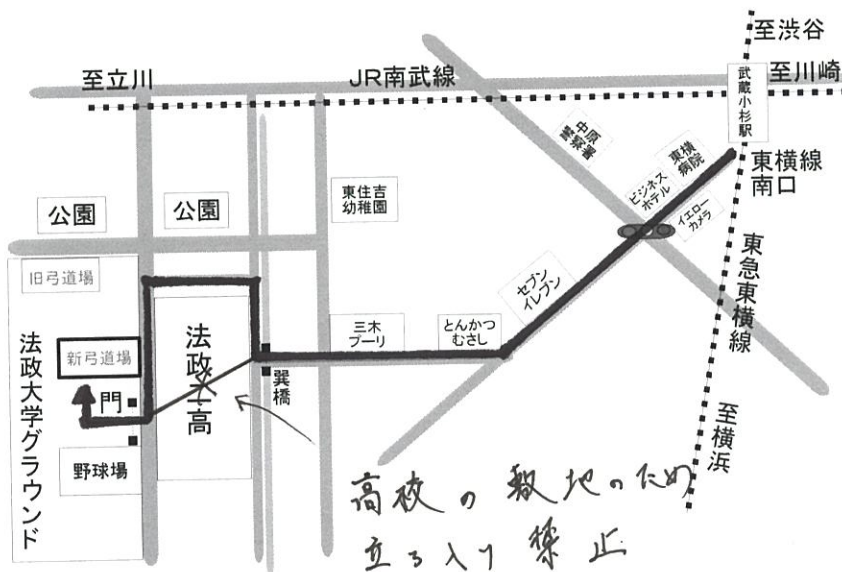 至渋谷
至立川
JR南武線
至川崎
武蔵小杉駅
中原
警察署
東横
病院
東横線
南口
ビジネス
ホテル
イエロー
カメラ
東住吉
幼稚園
公園
公園
旧弓道場
セブン
イレブン
東急東横線
三木
プーリ
とんかつ
むさし
新弓道場
法政二高
巽橋
門
法政大学グラウンド
野球場
至横浜
高校の敷地のため
立ち入り禁止